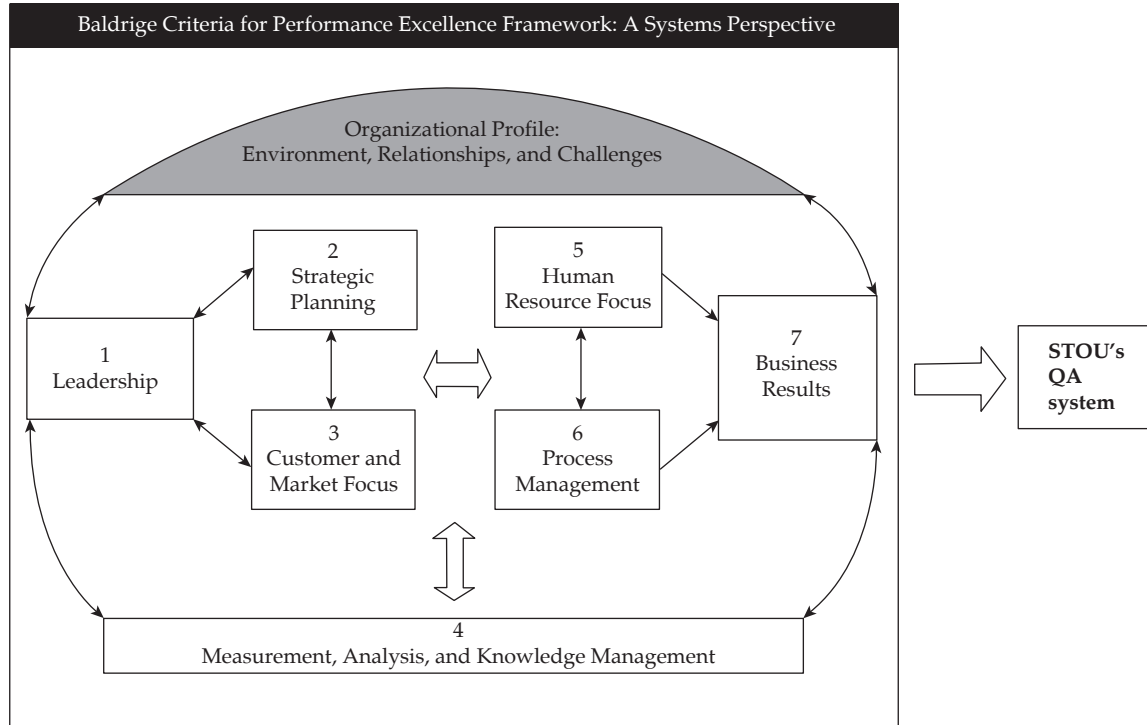 Baldrige Criteria for Performance Excellence Framework: A Systems Perspective
Organizational Profile:
Environment, Relationships, and Challenges
2
Strategic
Planning
5
Human
Resource Focus
1
Leadership
7
Business
Results
STOU's
QA
system
3
Customer and
Market Focus
6
Process
Management
4
Measurement, Analysis, and Knowledge Management